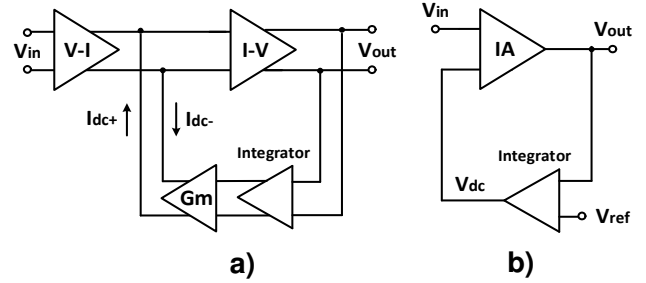 V-I
I-V
Vin
Vout
Idc+
Idc-
Integrator
Gm
a)
Vin
IA
Vout
Integrator
Vdc
Vref
b)